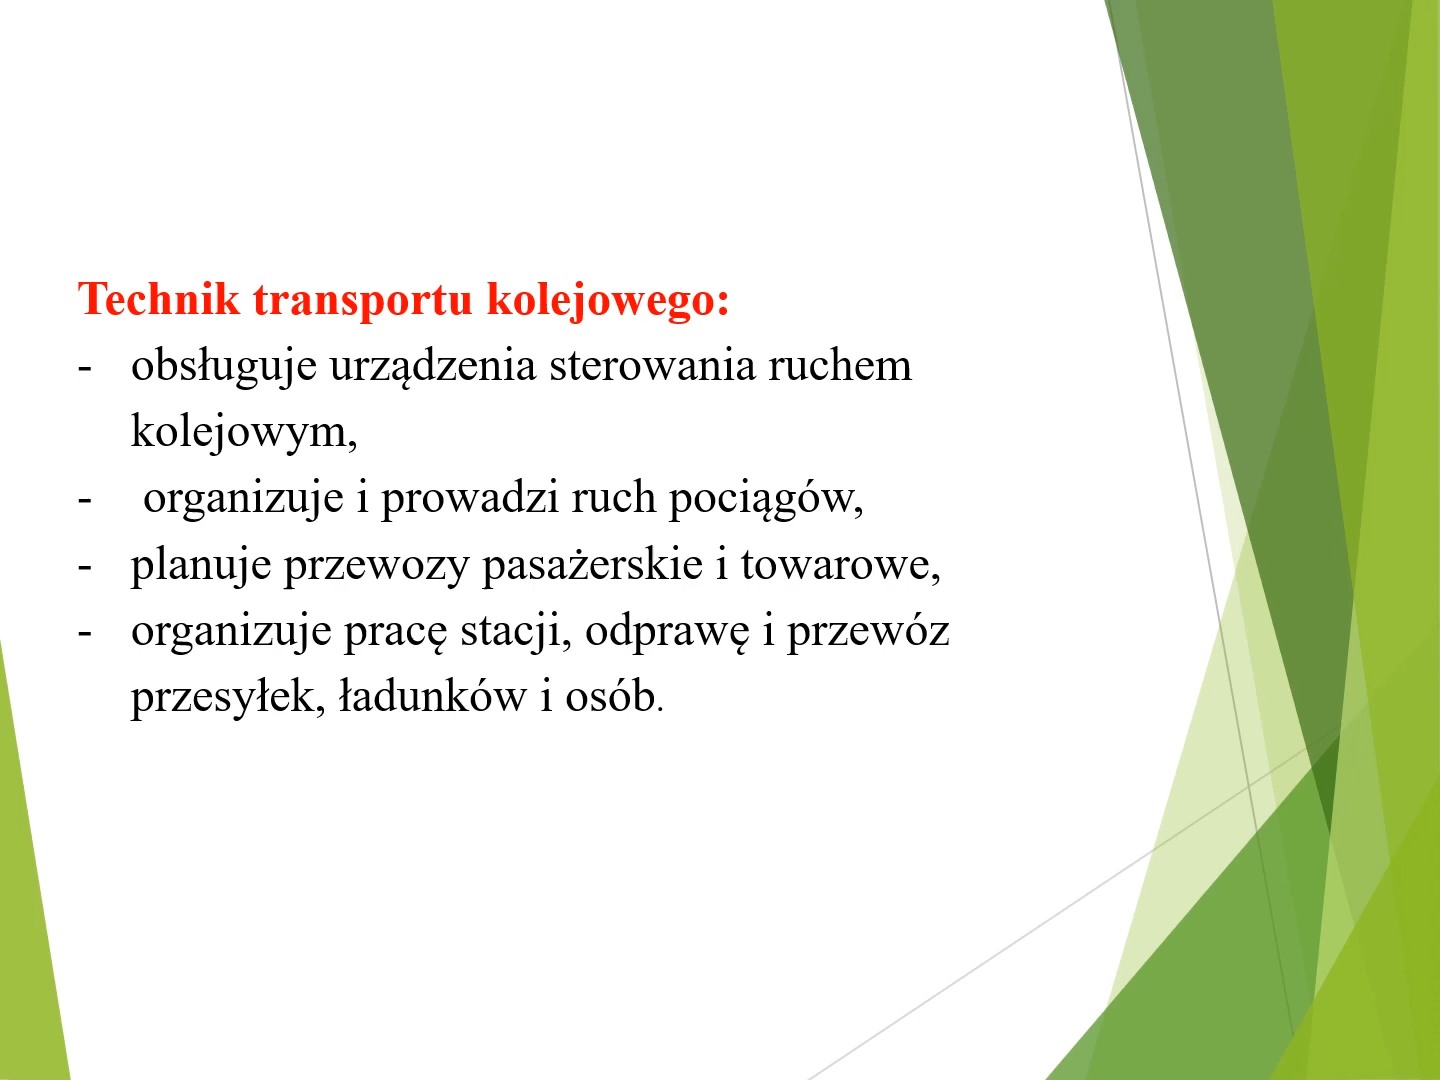 Technik transportu kolejowego:
- obsługuje urządzenia sterowania ruchem
kolejowym,
- organizuje i prowadzi ruch pociągów,
- planuje przewozy pasażerskie i towarowe,
- organizuje pracę stacji, odprawę i przewóz
przesyłek, ładunków i osób.